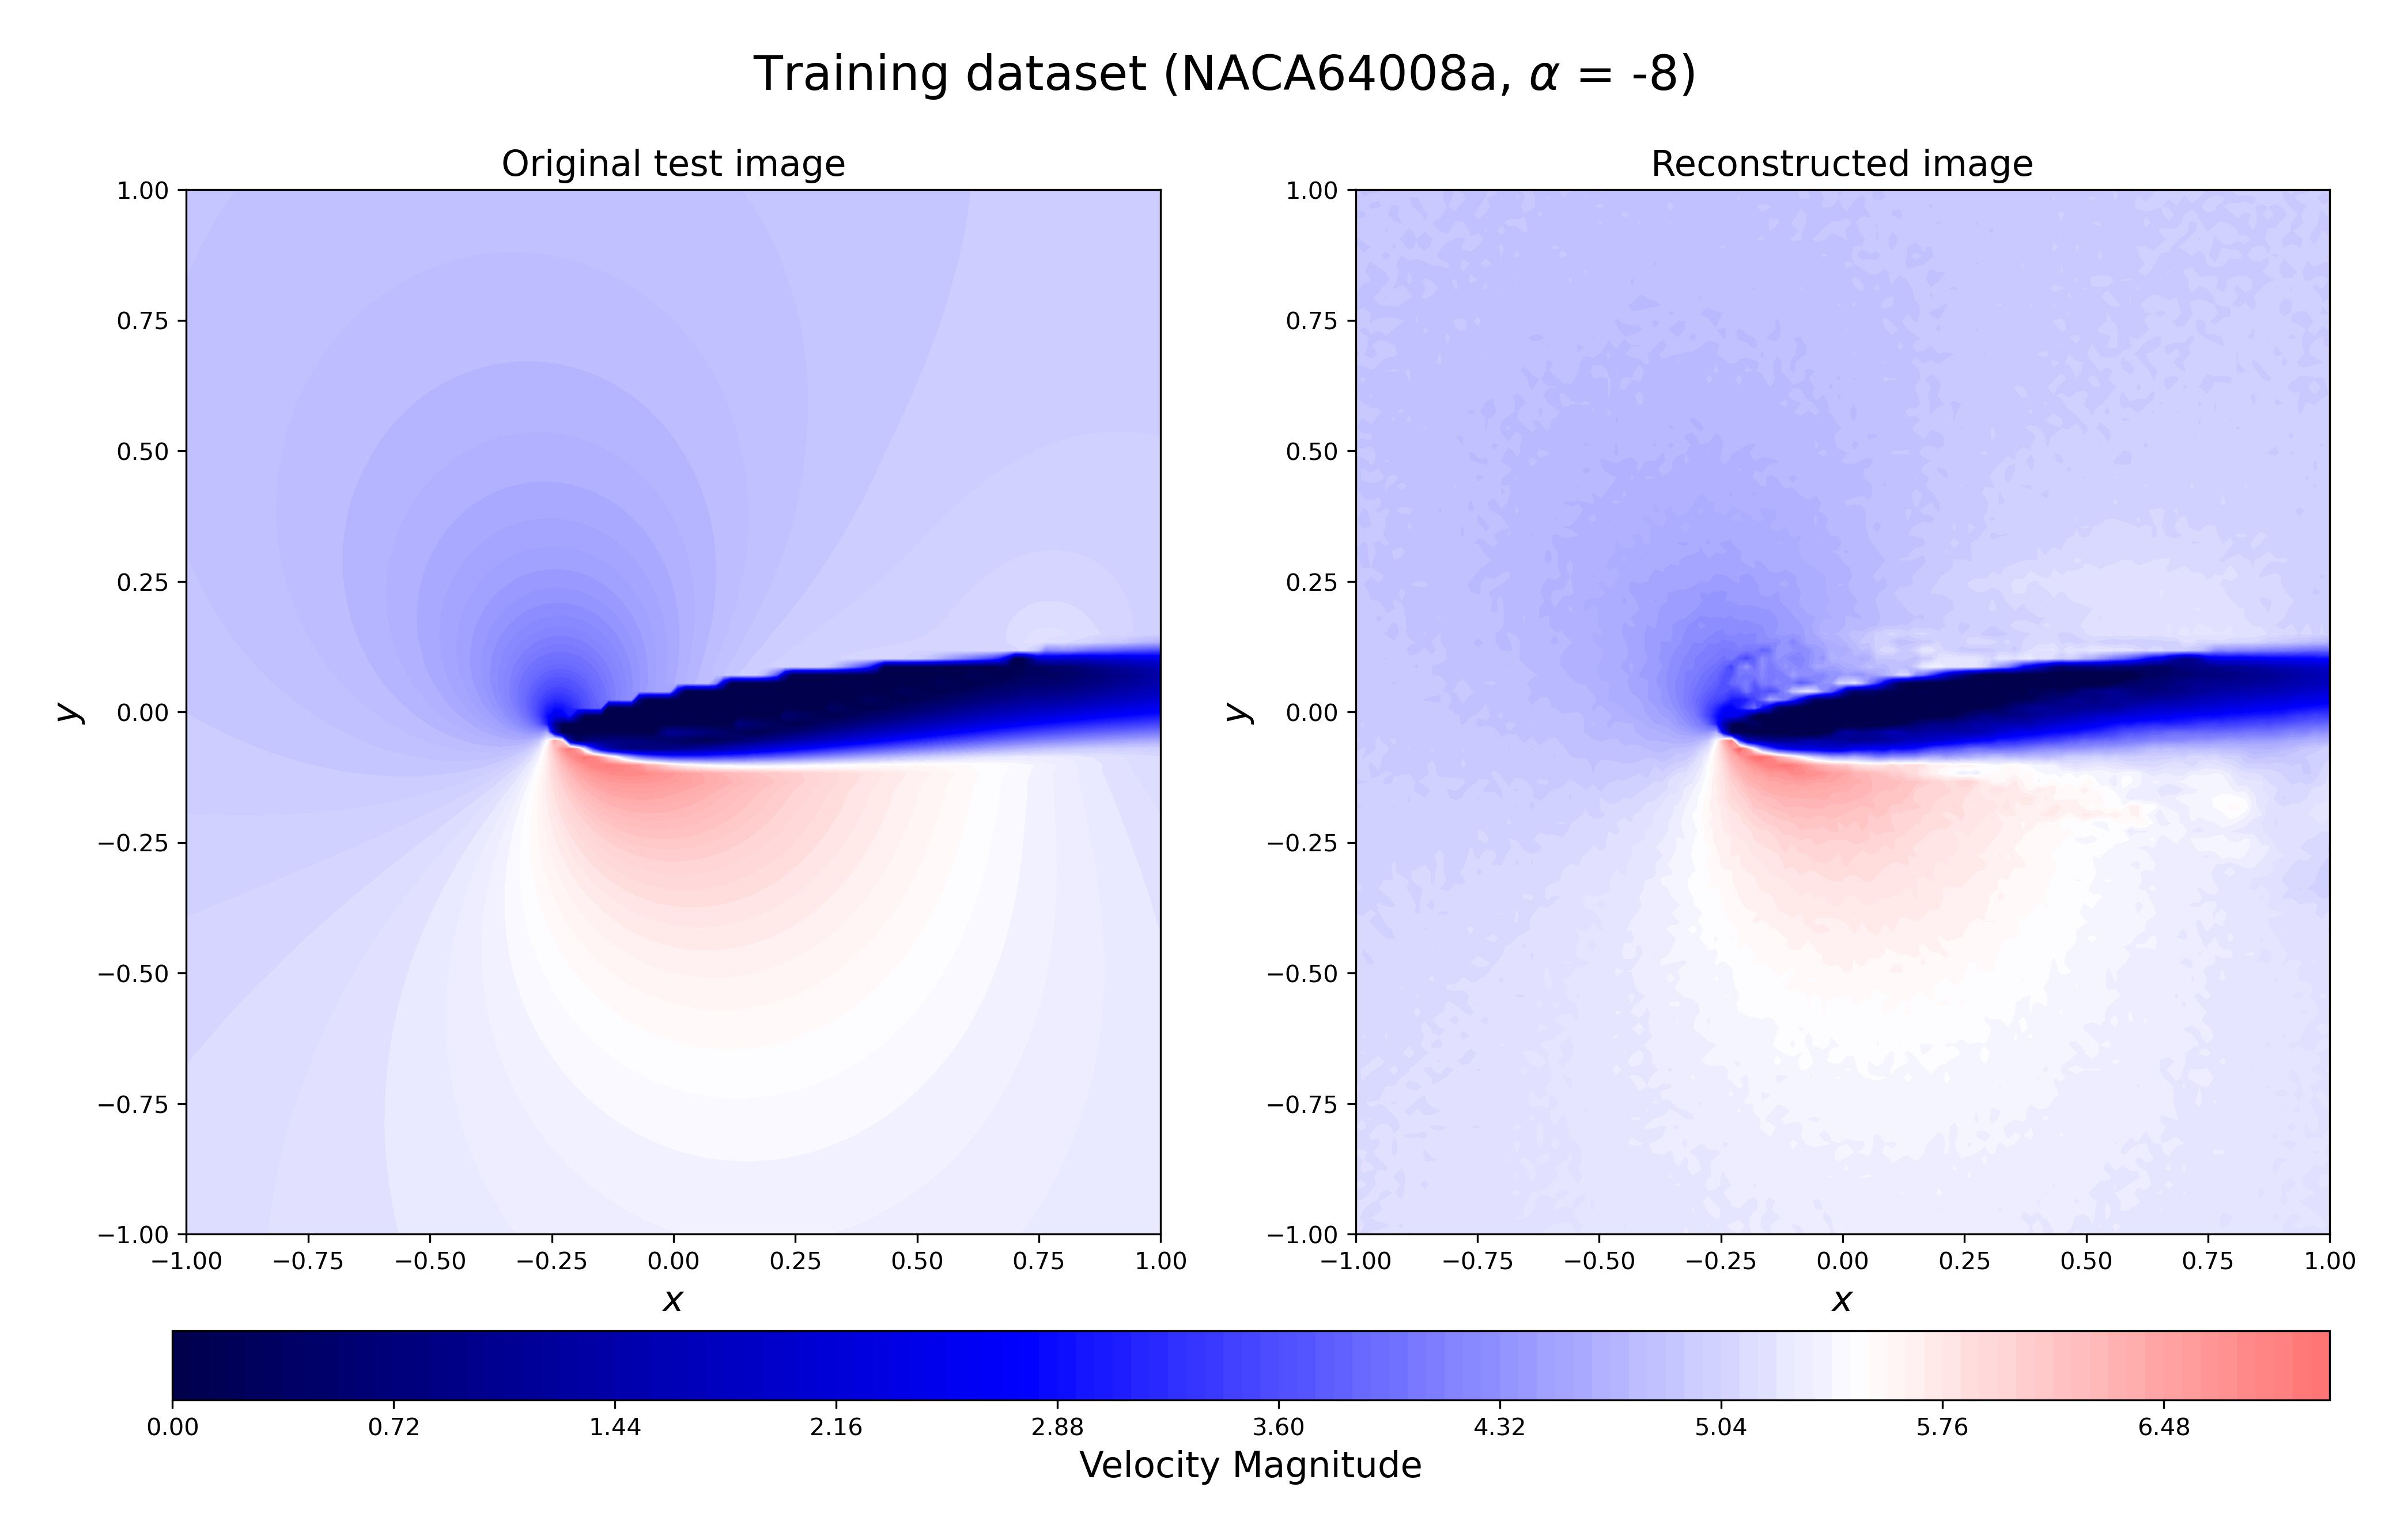 Training dataset (NACA64008a, α = -8)
Original test image
Reconstructed image
1.00
0.75
0.50
0.25
0.00
−0.25
−0.50
−0.75
−1.00
y
−1.00 −0.75 −0.50 −0.25 0.00 0.25 0.50 0.75 1.00
x
1.00
0.75
0.50
0.25
0.00
−0.25
−0.50
−0.75
−1.00
y
−1.00 −0.75 −0.50 −0.25 0.00 0.25 0.50 0.75 1.00
x
0.00 0.72 1.44 2.16 2.88 3.60 4.32 5.04 5.76 6.48
Velocity Magnitude